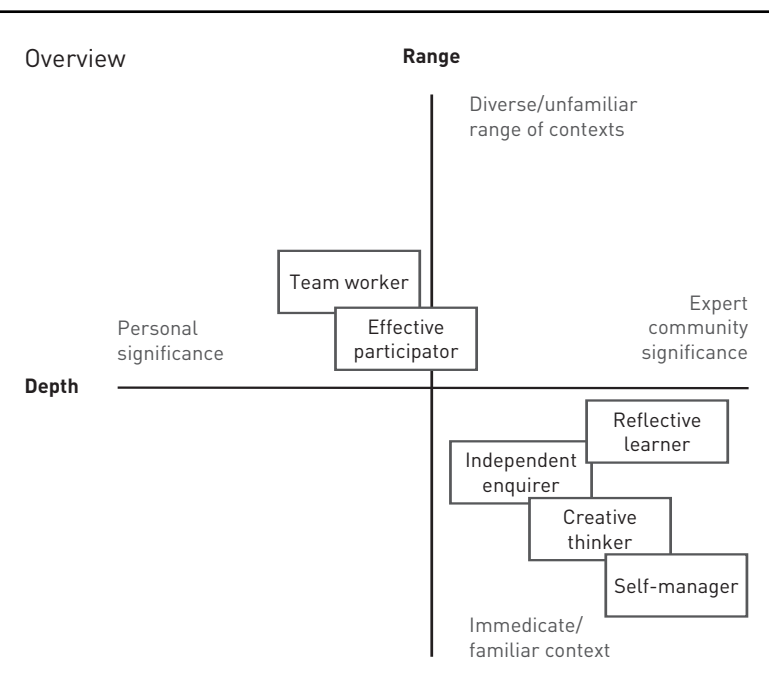 Overview
Range
Diverse/unfamiliar
range of contexts
Team worker
Effective
participator
Personal
significance
Expert
community
significance
Depth
Reflective
learner
Independent
enquirer
Creative
thinker
Self-manager
Immedicate/
familiar context